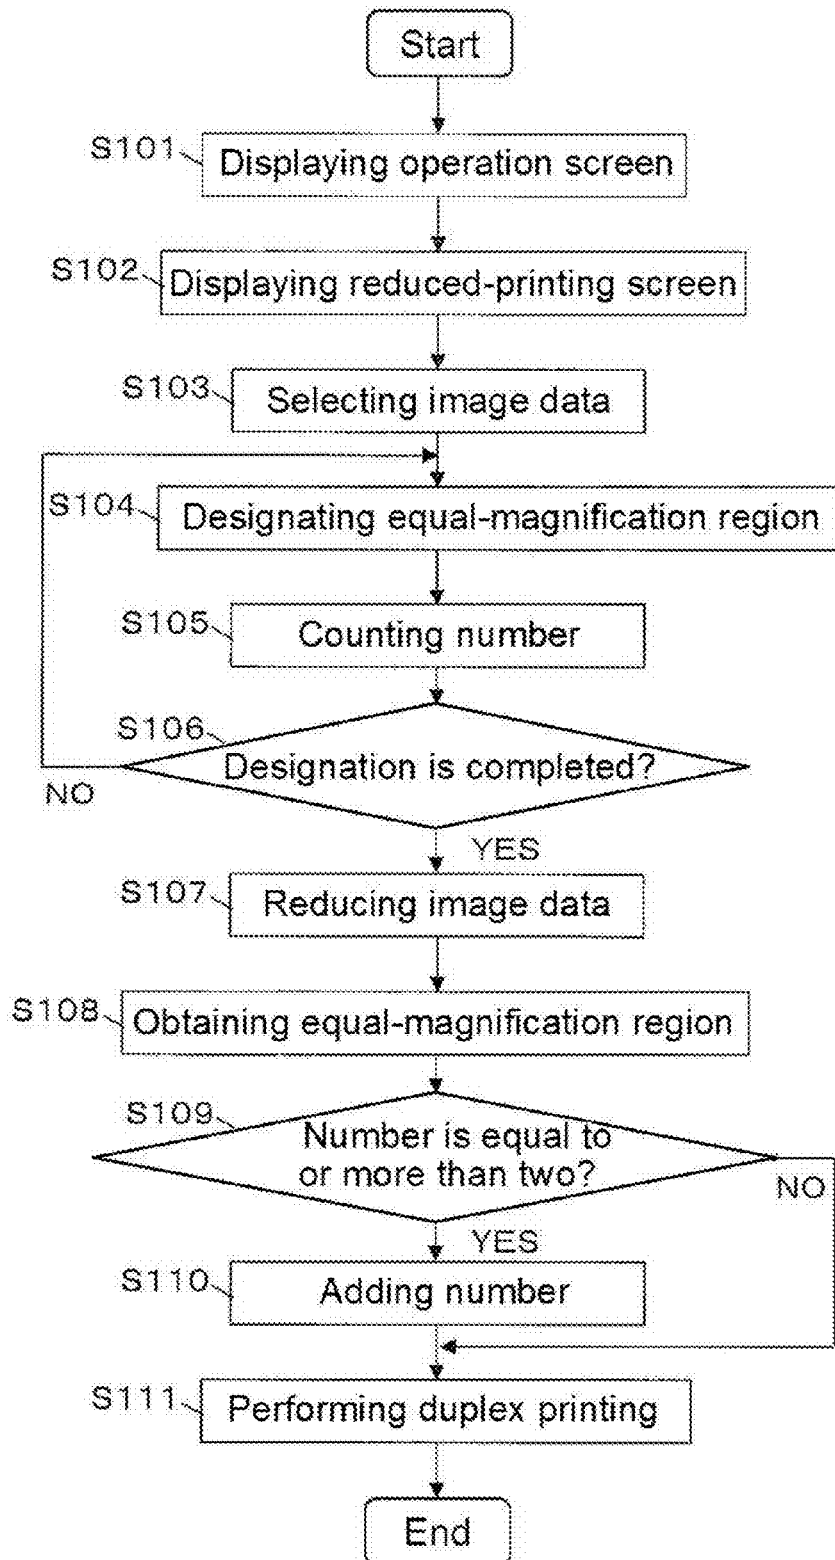 Start
S101
Displaying operation screen
S102
Displaying reduced-printing screen
S103
Selecting image data
S104
Designating equal-magnification region
S105
Counting number
S106
Designation is completed?
NO
YES
S107
Reducing image data
S108
Obtaining equal-magnification region
S109
Number is equal to
or more than two?
NO
YES
S110
Adding number
S111
Performing duplex printing
End